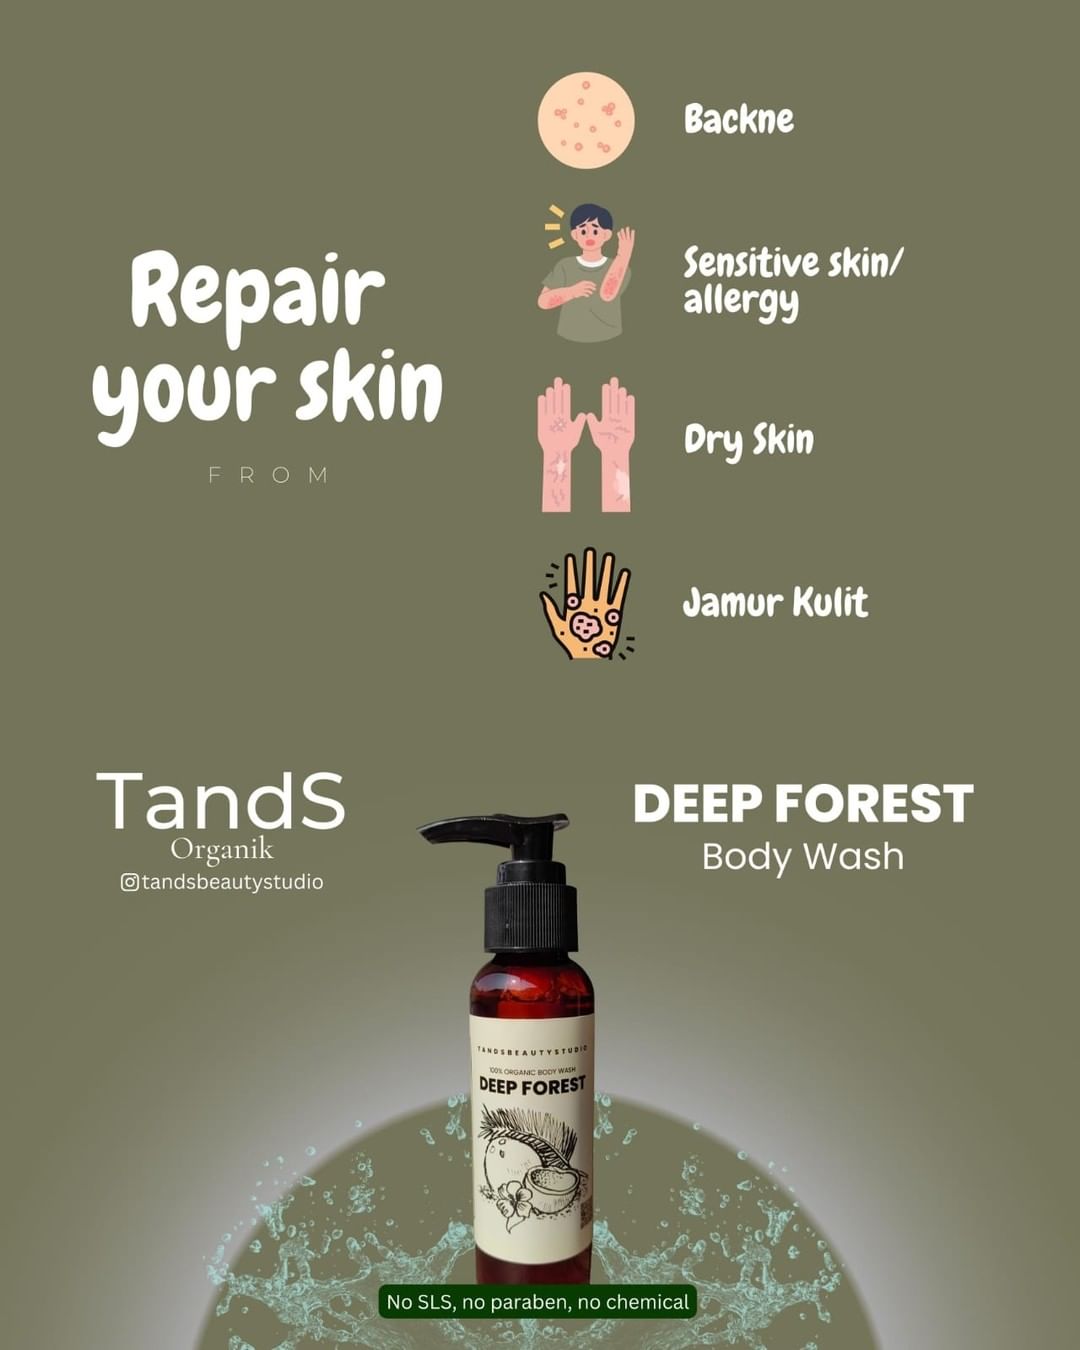 Repair
your skin
FROM
Backne
Sensitive skin/
allergy
Dry Skin
Jamur Kulit
TandS
Organik
tandsbeautystudio
DEEP FOREST
Body Wash
TANDSBEAUTYSTUDIO
100% ORGANIC BODY WASH
DEEP FOREST
No SLS, no paraben, no chemical